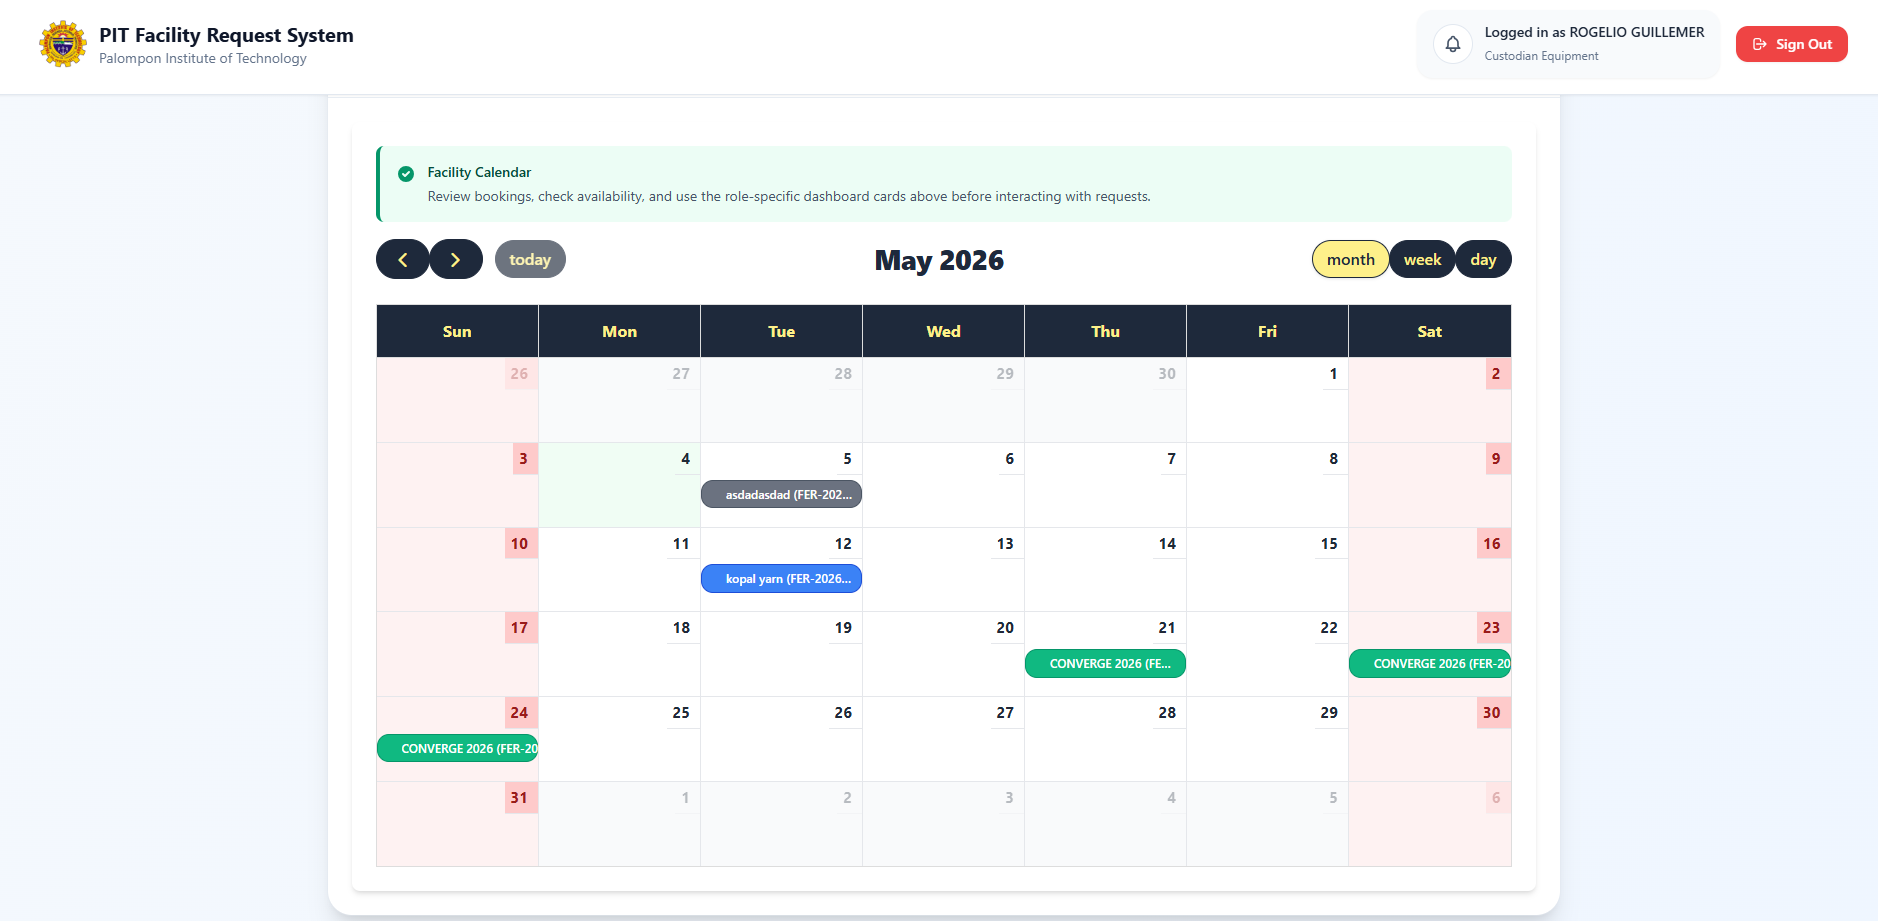 PIT Facility Request System
Palompon Institute of Technology
Logged in as ROGELIO GUILLEMER
Custodian Equipment
Sign Out
Facility Calendar
Review bookings, check availability, and use the role-specific dashboard cards above before interacting with requests.
today
May 2026
month week day
Sun Mon Tue Wed Thu Fri Sat
26 27 28 29 30 1 2
3 4 5 6 7 8 9
asdadasdad (FER-202...
10 11 12 13 14 15 16
kopal yarn (FER-2026...
17 18 19 20 21 22 23
CONVERGE 2026 (FE... CONVERGE 2026 (FER-20
24 25 26 27 28 29 30
CONVERGE 2026 (FER-20
31 1 2 3 4 5 6